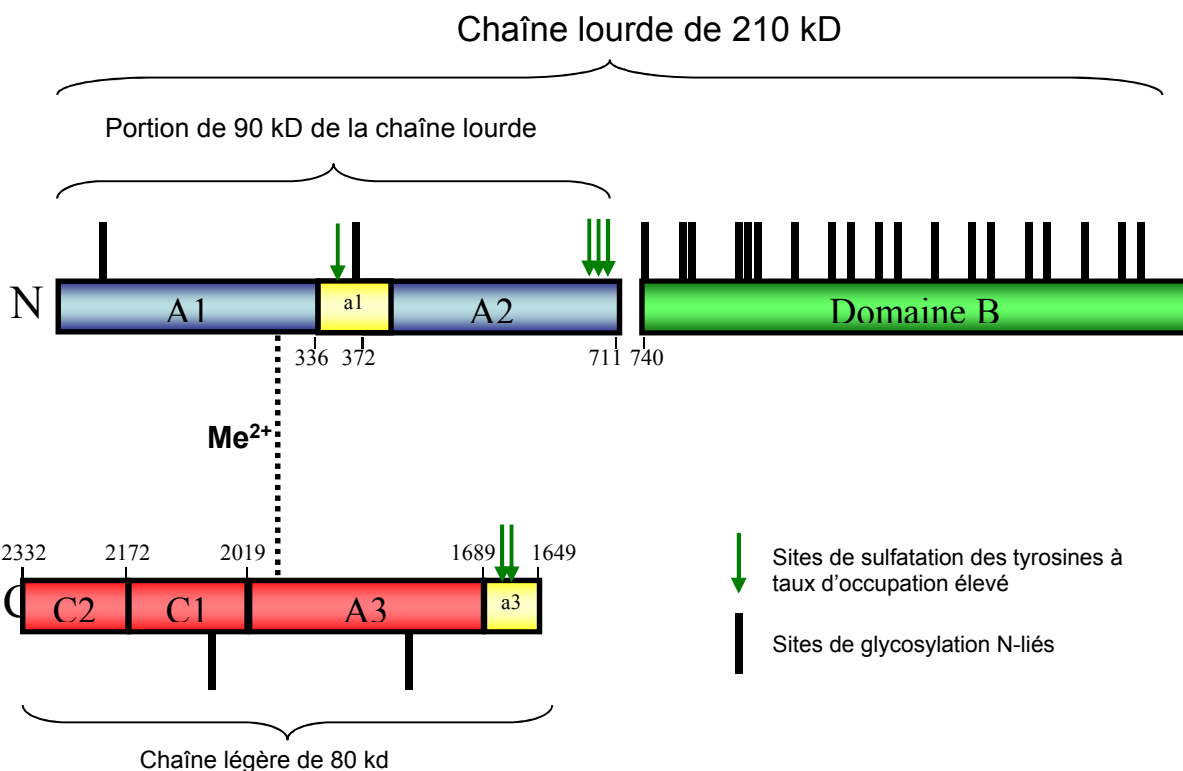 Chaîne lourde de 210 kD
Portion de 90 kD de la chaîne lourde
N
A1
a1
A2
Domaine B
336
372
711
740
Me2+
2332
2172
2019
1689
1649
C
C2
C1
A3
a3
Sites de sulfatation des tyrosines à
taux d’occupation élevé
Sites de glycosylation N-liés
Chaîne légère de 80 kd